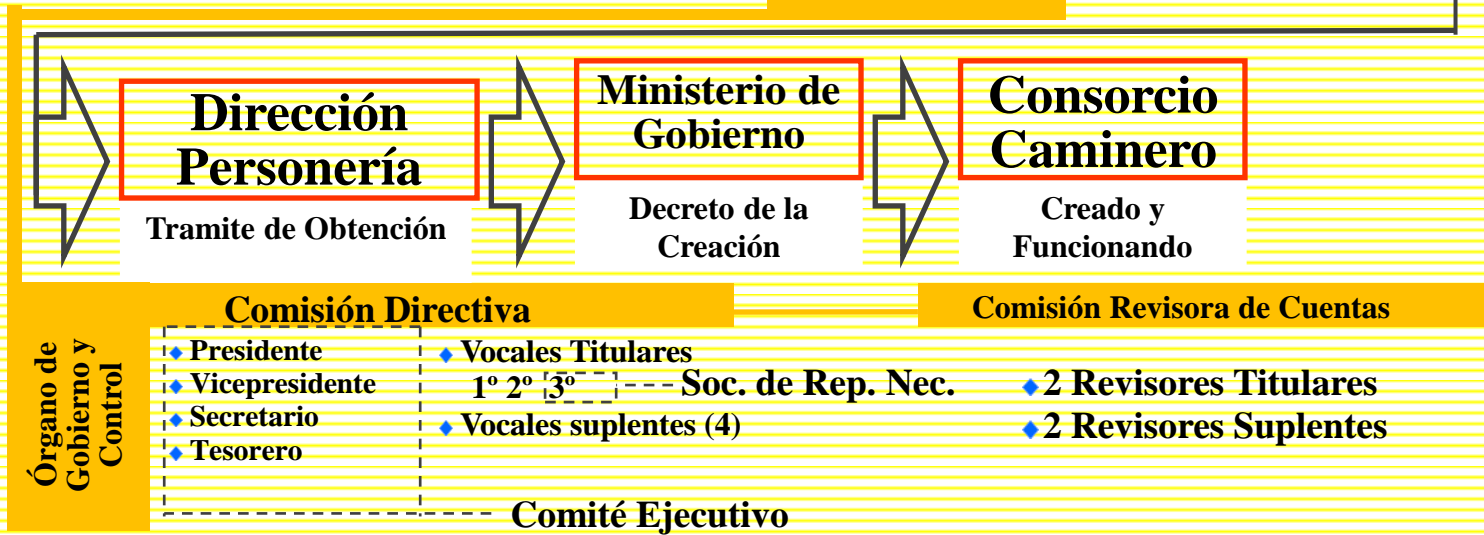 Dirección
Personería
Tramite de Obtención
Ministerio de
Gobierno
Decreto de la
Creación
Consorcio
Caminero
Creado y
Funcionando
Órgano de
Gobierno y
Control
Comisión Directiva
Presidente
Vicepresidente
Secretario
Tesorero
Vocales Titulares
1º 2º 3º Soc. de Rep. Nec.
Vocales suplentes (4)
Comité Ejecutivo
Comisión Revisora de Cuentas
2 Revisores Titulares
2 Revisores Suplentes